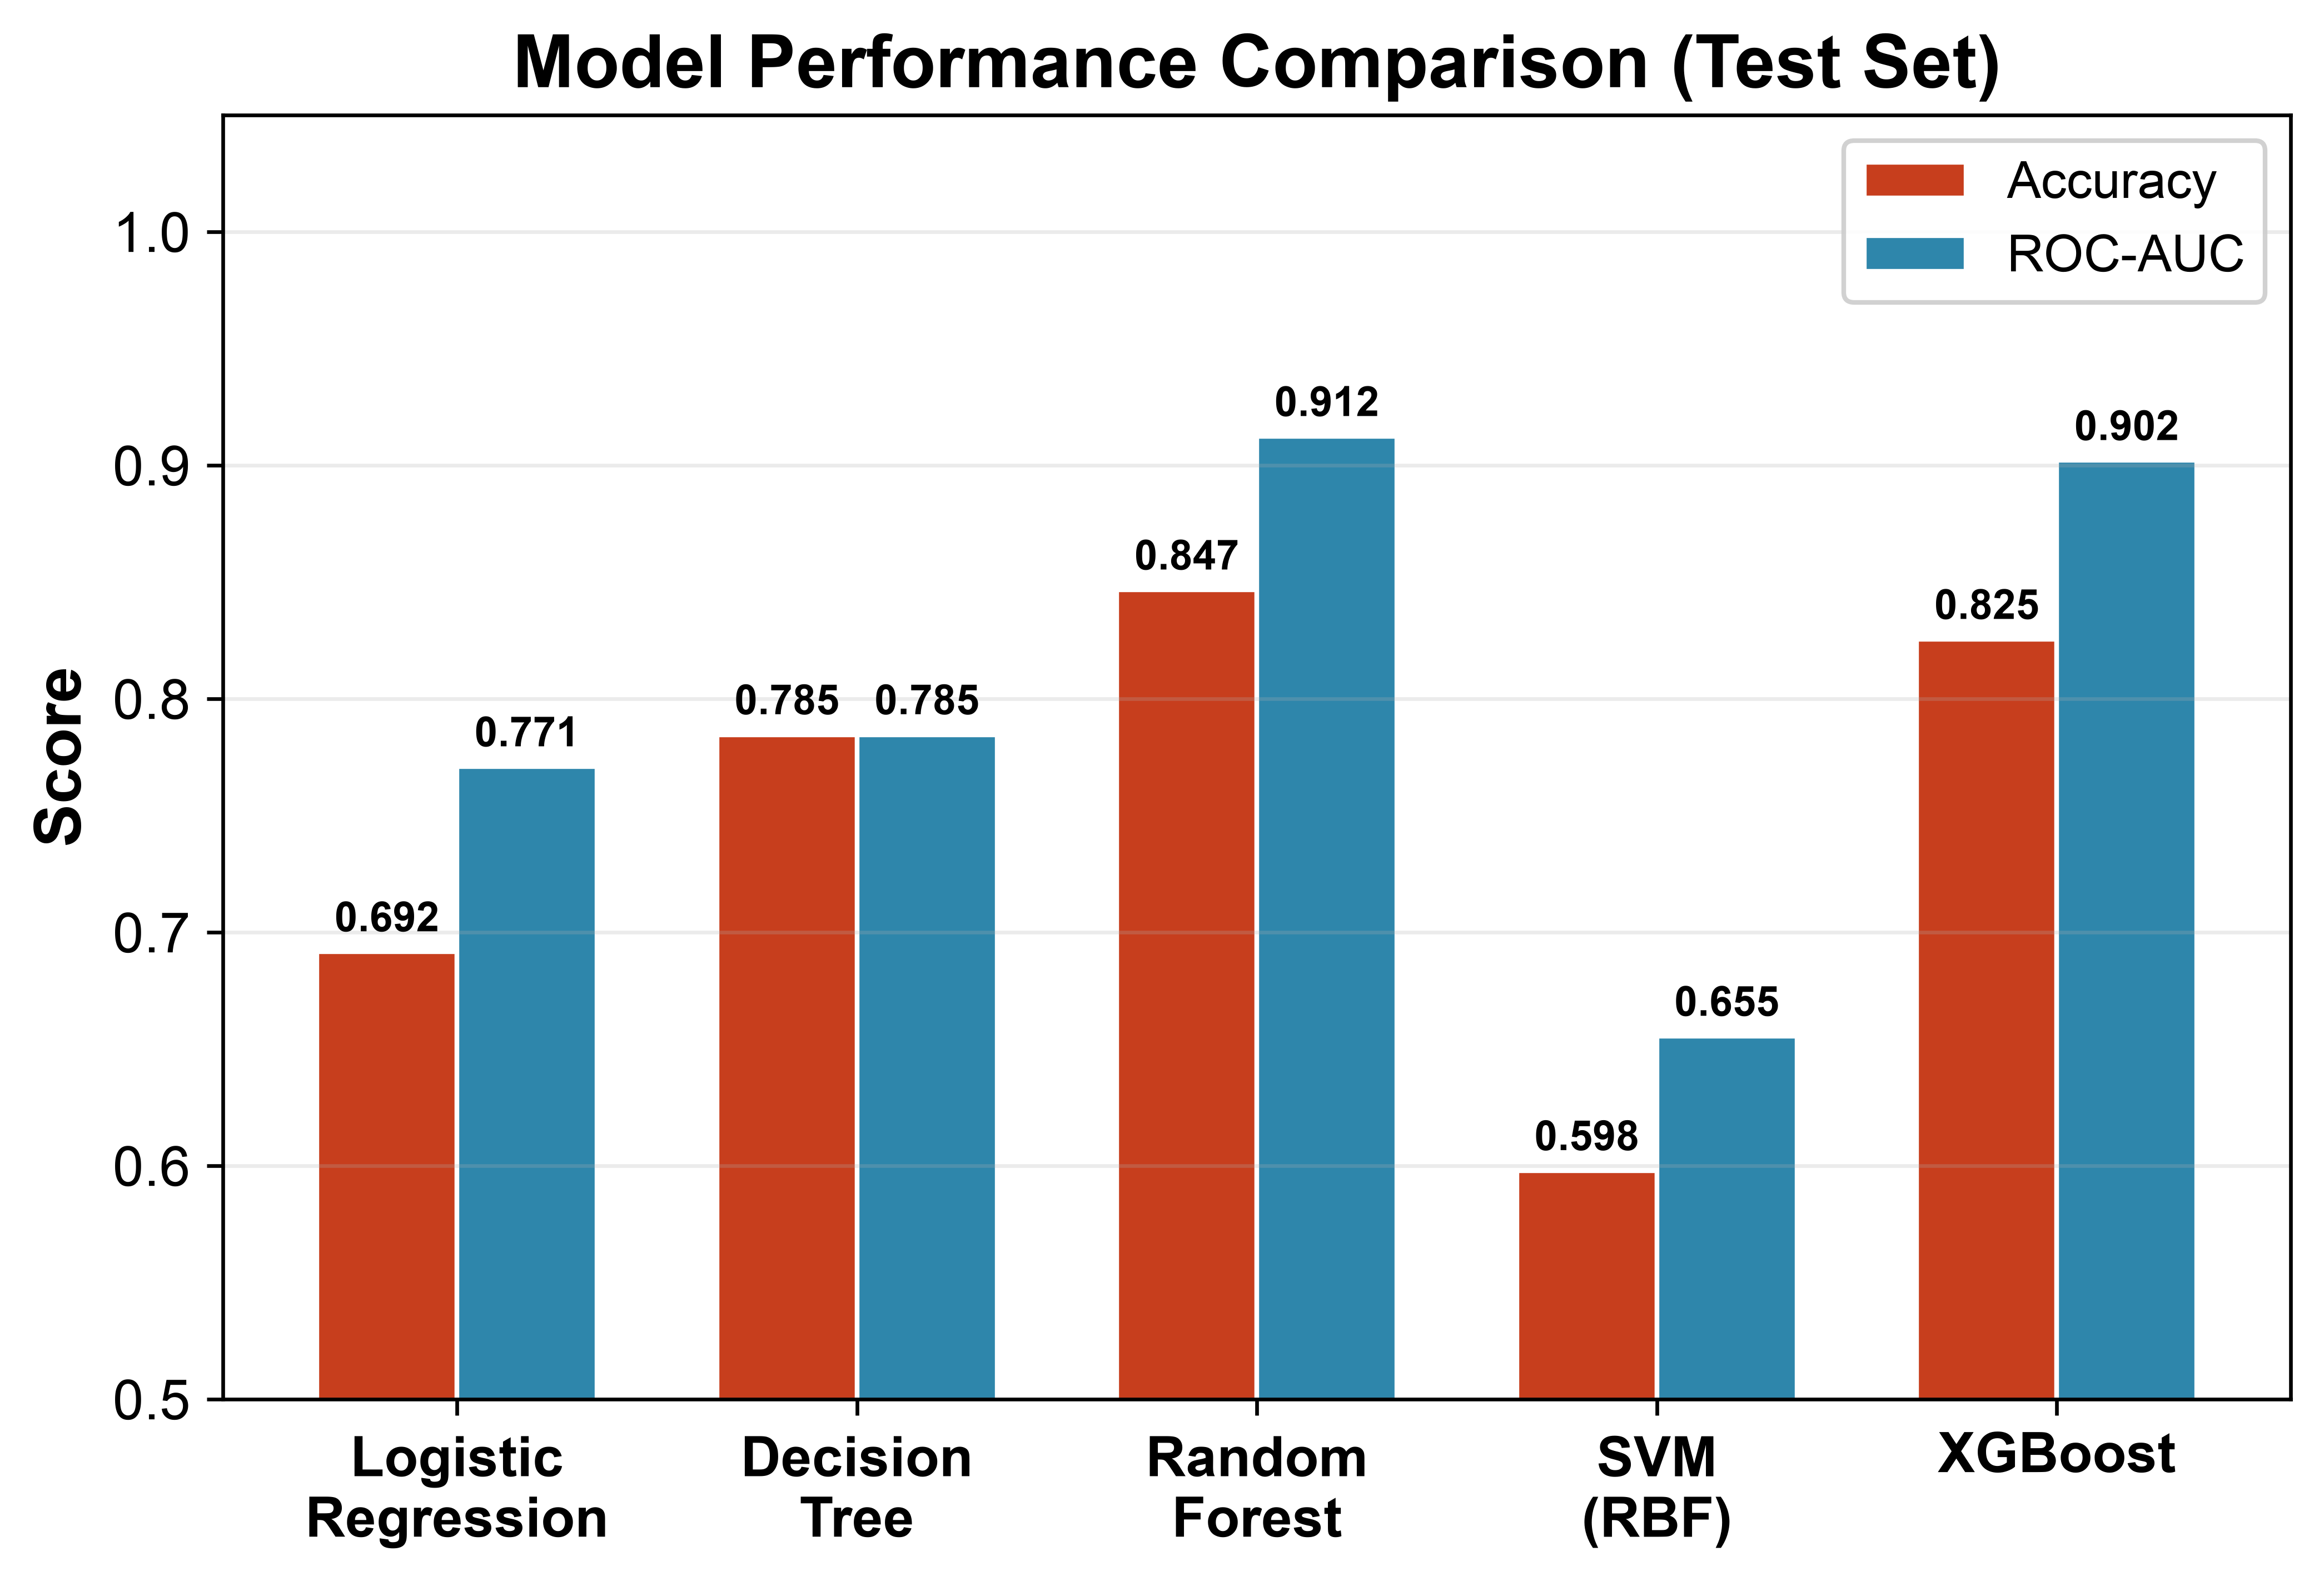 Model Performance Comparison (Test Set)
Accuracy
ROC-AUC
Score
1.0
0.9
0.8
0.7
0.6
0.5
0.692
0.771
0.785
0.785
0.847
0.912
0.598
0.655
0.825
0.902
Logistic
Regression
Decision
Tree
Random
Forest
SVM
(RBF)
XGBoost